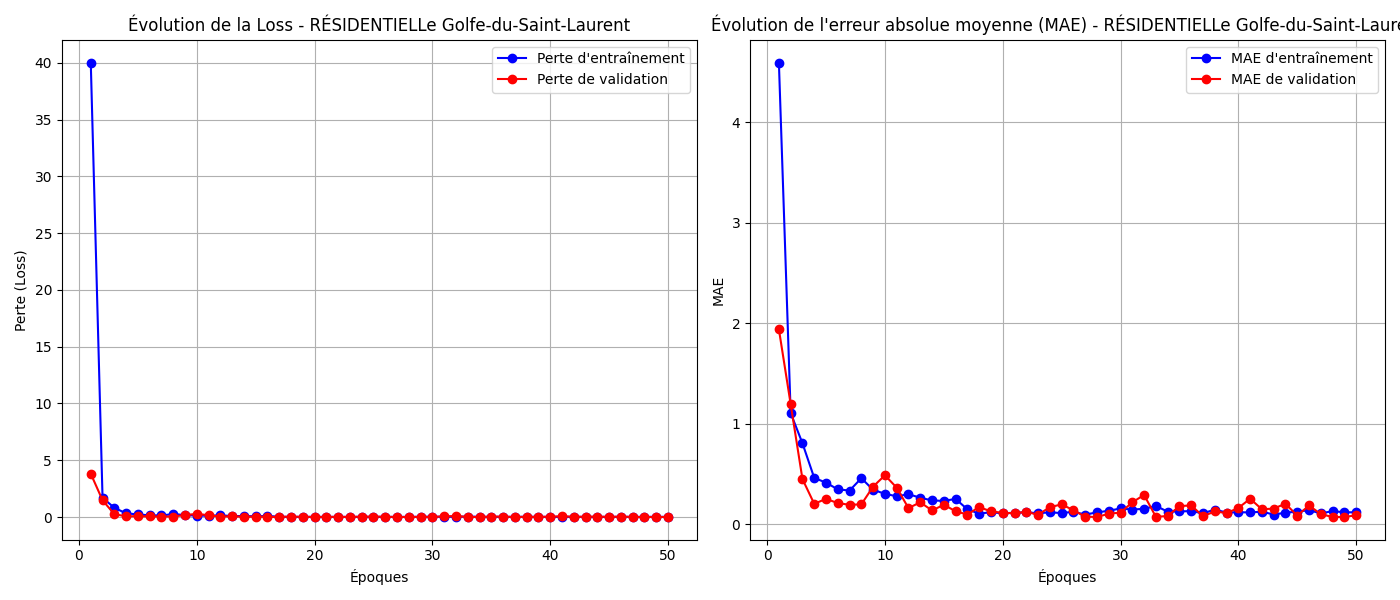 Évolution de la Loss - RÉSIDENTIELLe Golfe-du-Saint-Laurent
Perte d'entraînement
Perte de validation
40
35
30
25
20
15
10
5
0
Perte (Loss)
0 10 20 30 40 50
Époques
Évolution de l'erreur absolue moyenne (MAE) - RÉSIDENTIELLe Golfe-du-Saint-Laure
MAE d'entraînement
MAE de validation
4
3
2
1
0
MAE
0 10 20 30 40 50
Époques